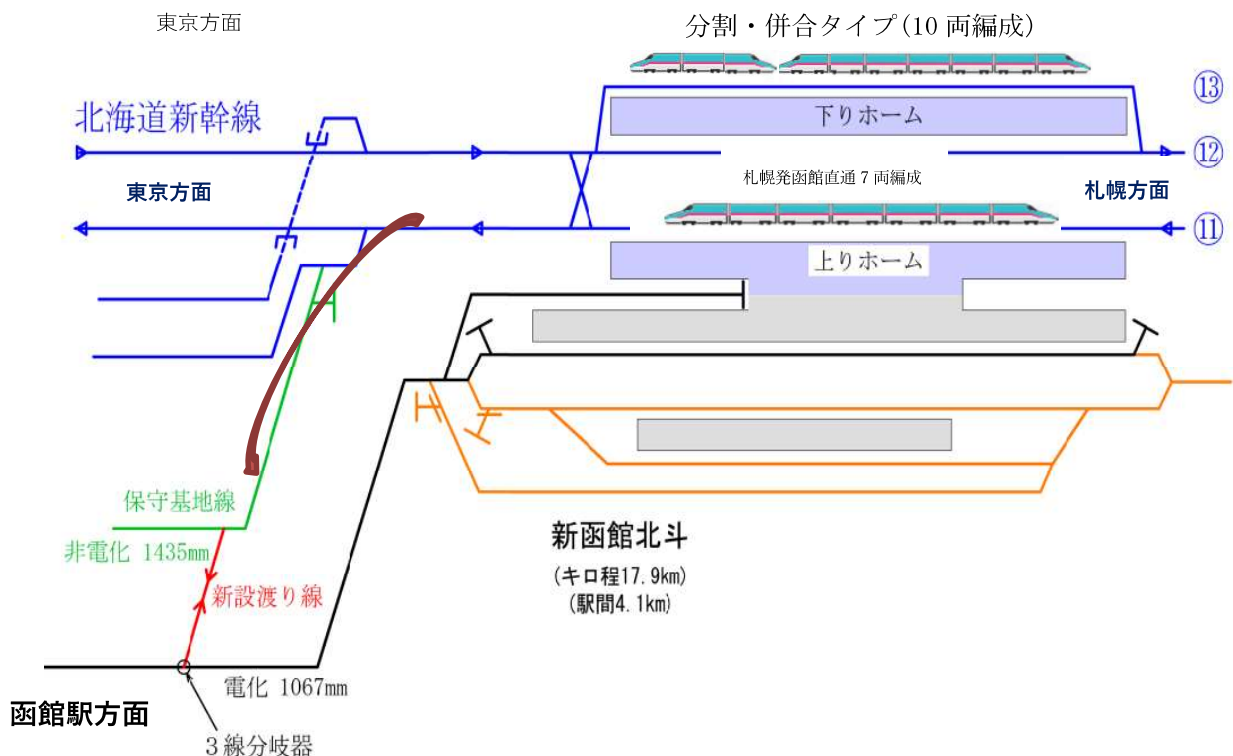 東京方面
分割・併合タイプ(10 両編成)
⑬
北海道新幹線
下りホーム
⑫
札幌発函館直通７両編成
東京方面
札幌方面
⑪
上りホーム
保守基地線
非電化 1435mm
新設渡り線
新函館北斗
(キロ程17.9km)
(駅間4.1km)
電化 1067mm
函館駅方面
３線分岐器